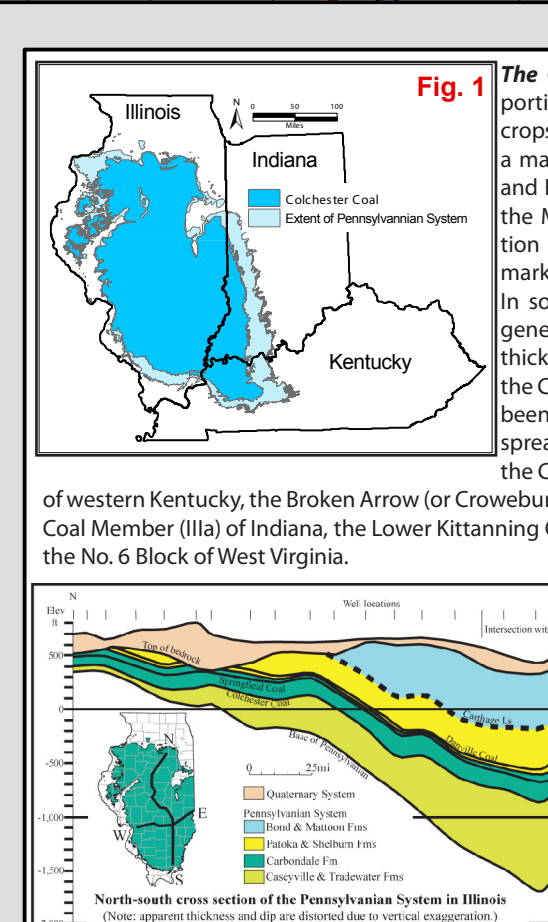 Fig. 1
Illinois
N
0 50 100
Miles
Indiana
Colchester Coal
Extent of Pennsylvannian System
Kentucky
The
porti
crops
a ma
and I
the M
tion
mark
In so
gene
thick
the C
been
sprea
the C
of western Kentucky, the Broken Arrow (or Crowebur
Coal Member (IIIa) of Indiana, the Lower Kittanning
the No. 6 Block of West Virginia.
N
Elev
ft
Well locations
Intersection wit
500
Top of bedrock
Springfield Coal
Colchester Coal
Carthage Ls
0
Base of Pennsylvanian
Danville Coal
-500
-1,000
-1,500
N
W
E
S
0 25mi
Quaternary System
Pennsylvanian System
Bond & Mattoon Fms
Patoka & Shelburn Fms
Carbondale Fm
Caseyville & Tradewater Fms
North-south cross section of the Pennsylvanian System in Illinois
(Note: apparent thickness and dip are distorted due to vertical exaggeration.)